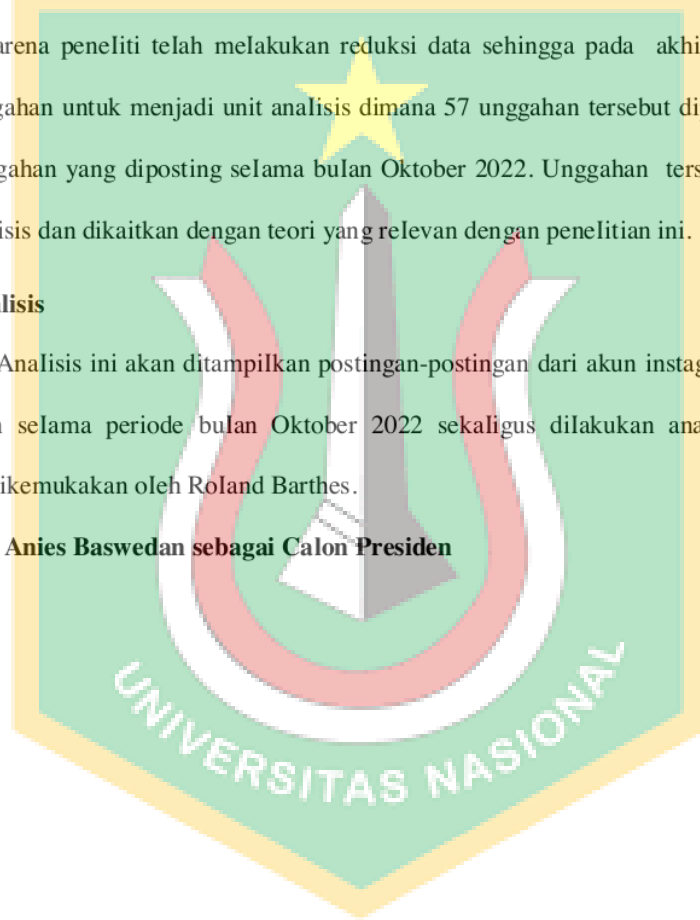 arena peneliti telah melakukan reduksi data sehingga pada akhi
gahan untuk menjadi unit analisis dimana 57 unggahan tersebut di
gahan yang diposting selama bulan Oktober 2022. Unggahan ters
isis dan dikaitkan dengan teori yang relevan dengan penelitian ini.
alisis
Analisis ini akan ditampilkan postingan-postingan dari akun instag
selama periode bulan Oktober 2022 sekaligus dilakukan ana
ikemukakan oleh Roland Barthes.
Anies Baswedan sebagai Calon Presiden
UNIVERSITAS NASIONAL